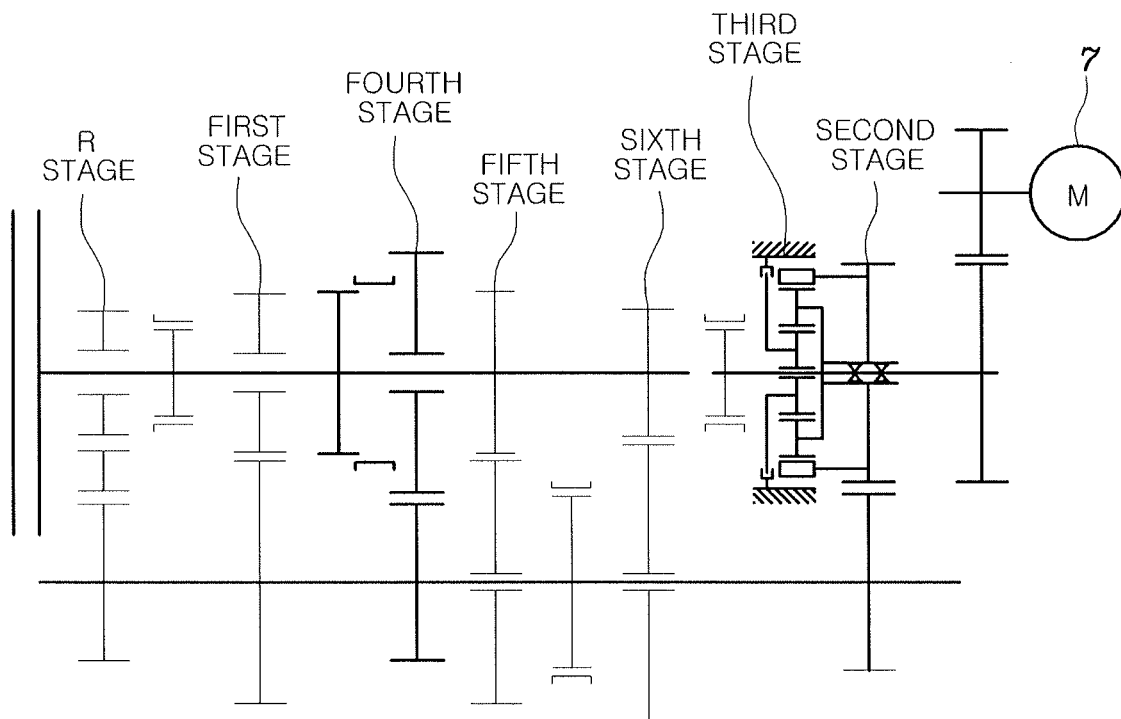 THIRD
STAGE
7
FOURTH
STAGE
FIRST
STAGE
R
STAGE
FIFTH
STAGE
SIXTH
STAGE
SECOND
STAGE
M